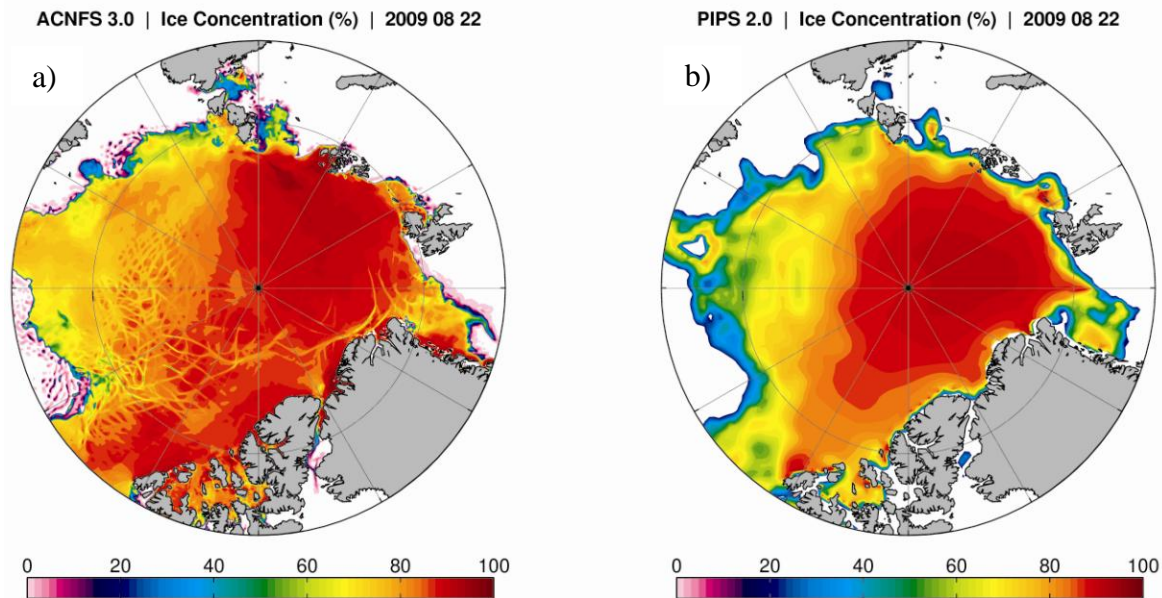 ACNFS 3.0 | Ice Concentration (%) | 2009 08 22
a)
0 20 40 60 80 100
PIPS 2.0 | Ice Concentration (%) | 2009 08 22
b)
0 20 40 60 80 100